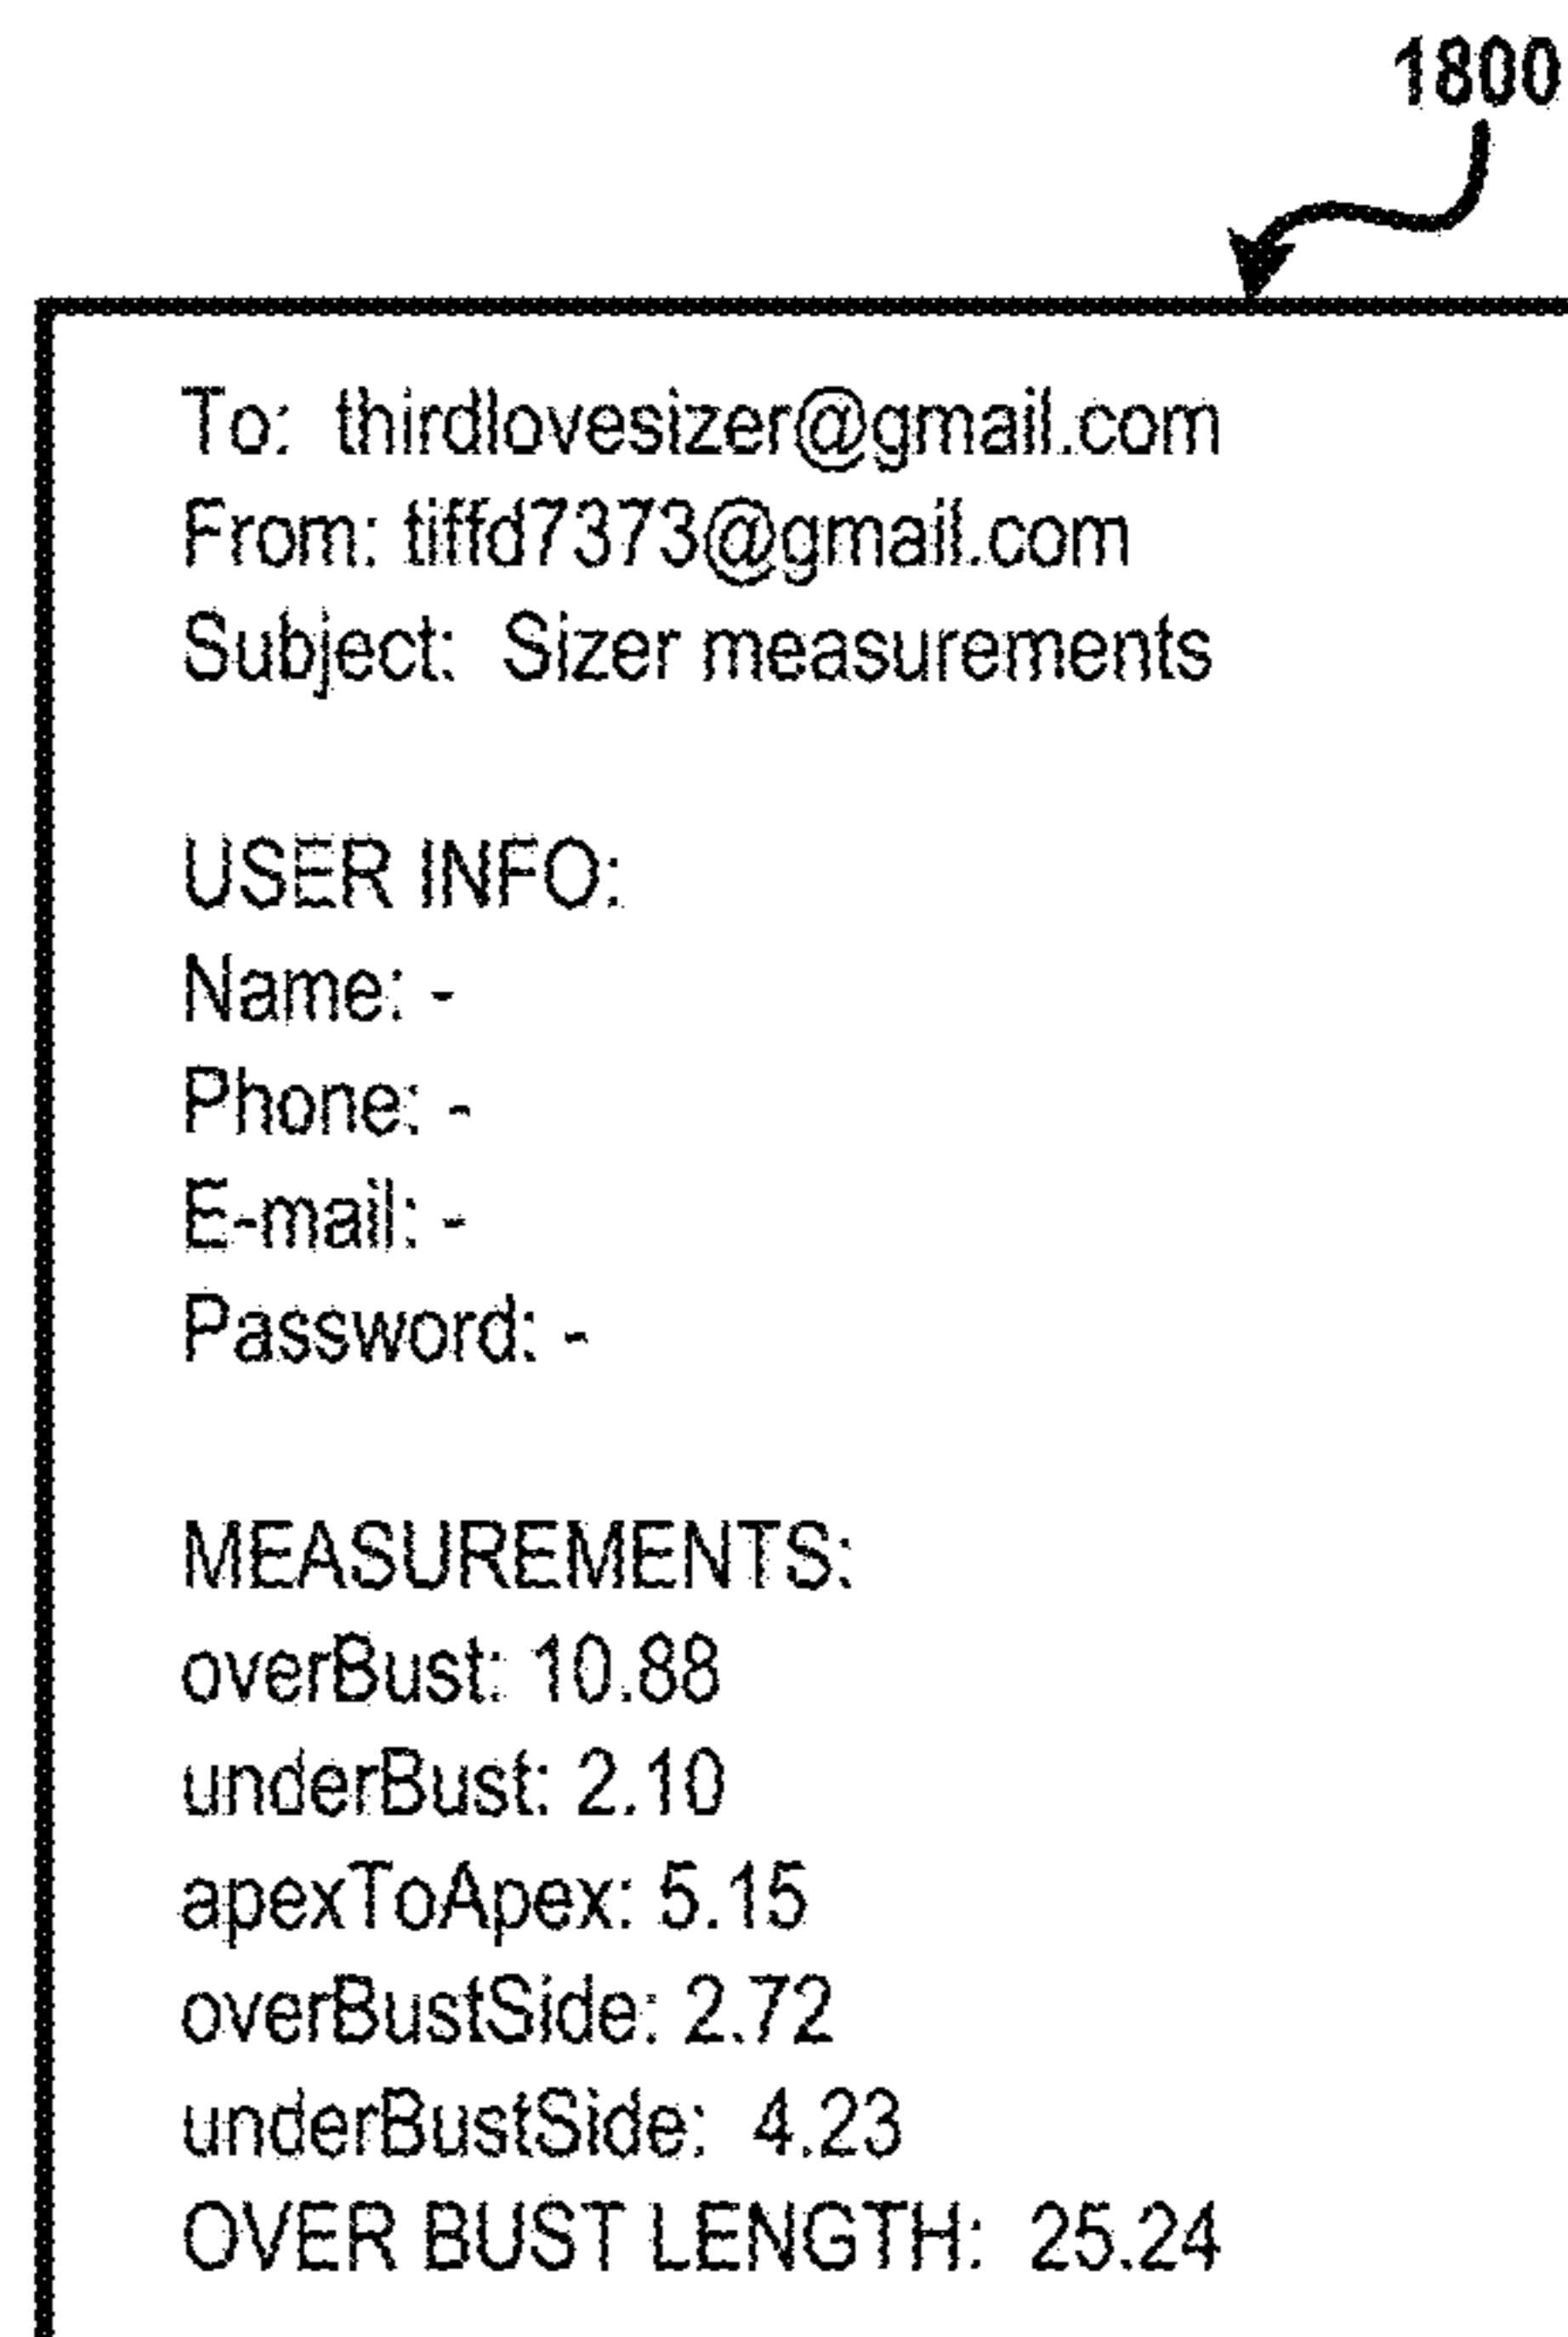 1800
To: thirdlovesizer@gmail.com
From: tiffd7373@gmail.com
Subject: Sizer measurements
USER INFO:
Name: -
Phone: -
E-mail: -
Password: -
MEASUREMENTS:
overBust: 10.88
underBust: 2.10
apexToApex: 5.15
overBustSide: 2.72
underBustSide: 4.23
OVER BUST LENGTH: 25.24